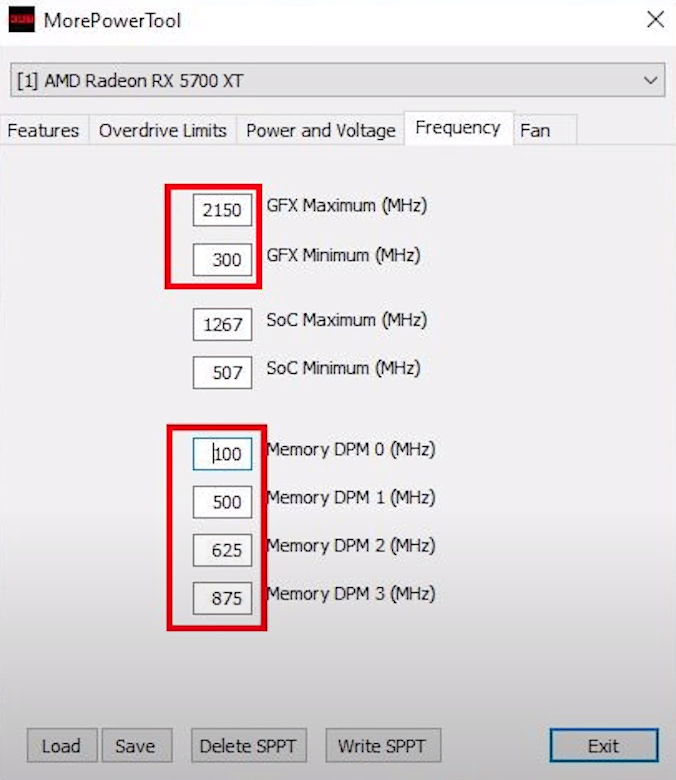 MorePowerTool
[1] AMD Radeon RX 5700 XT
Features Overdrive Limits Power and Voltage Frequency Fan
2150 GFX Maximum (MHz)
300 GFX Minimum (MHz)
1267 SoC Maximum (MHz)
507 SoC Minimum (MHz)
100 Memory DPM 0 (MHz)
500 Memory DPM 1 (MHz)
625 Memory DPM 2 (MHz)
875 Memory DPM 3 (MHz)
Load Save Delete SPPT Write SPPT Exit